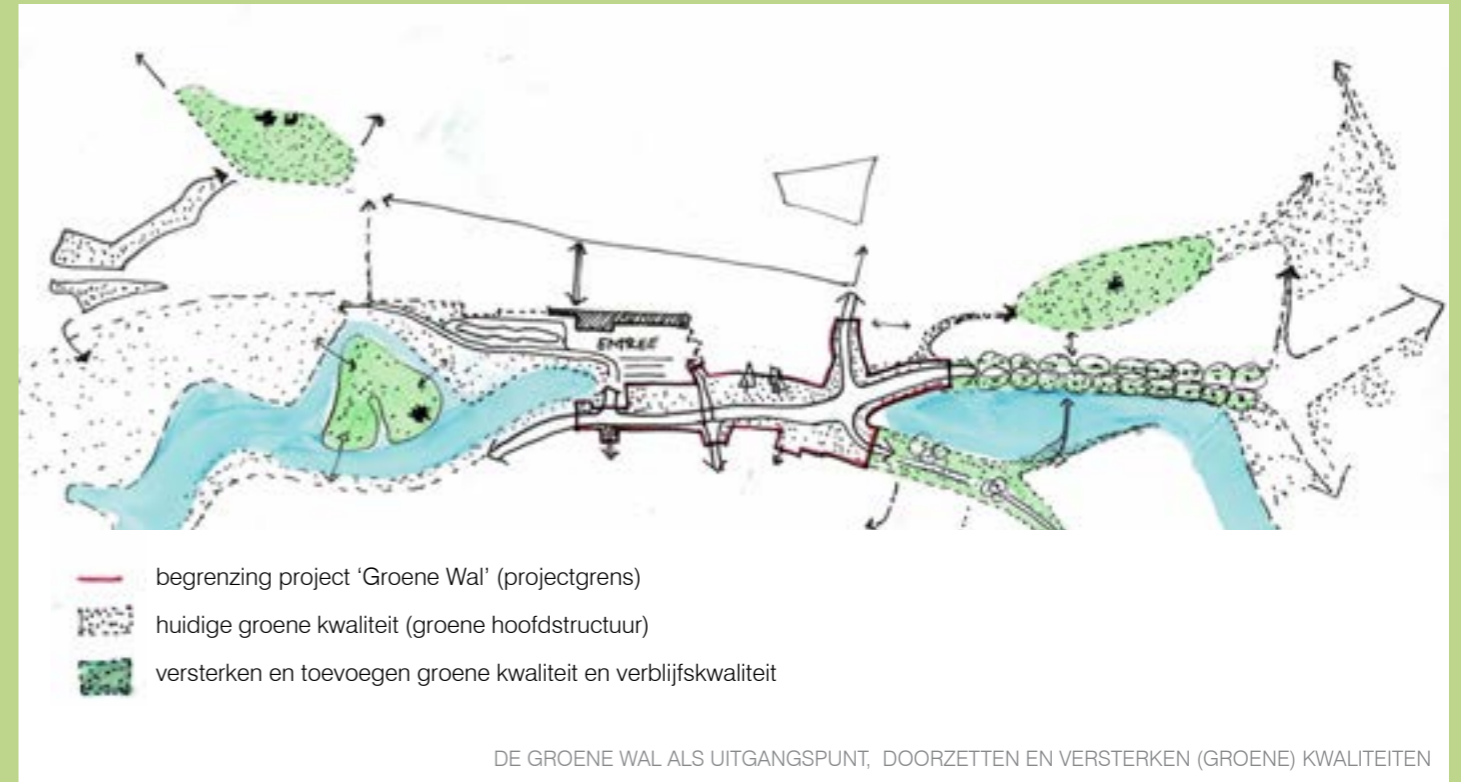 ENTREE
begrenzing project ‘Groene Wal’ (projectgrens)
huidige groene kwaliteit (groene hoofdstructuur)
versterken en toevoegen groene kwaliteit en verblijfskwaliteit
DE GROENE WAL ALS UITGANGSPUNT, DOORZETTEN EN VERSTERKEN (GROENE) KWALITEITEN